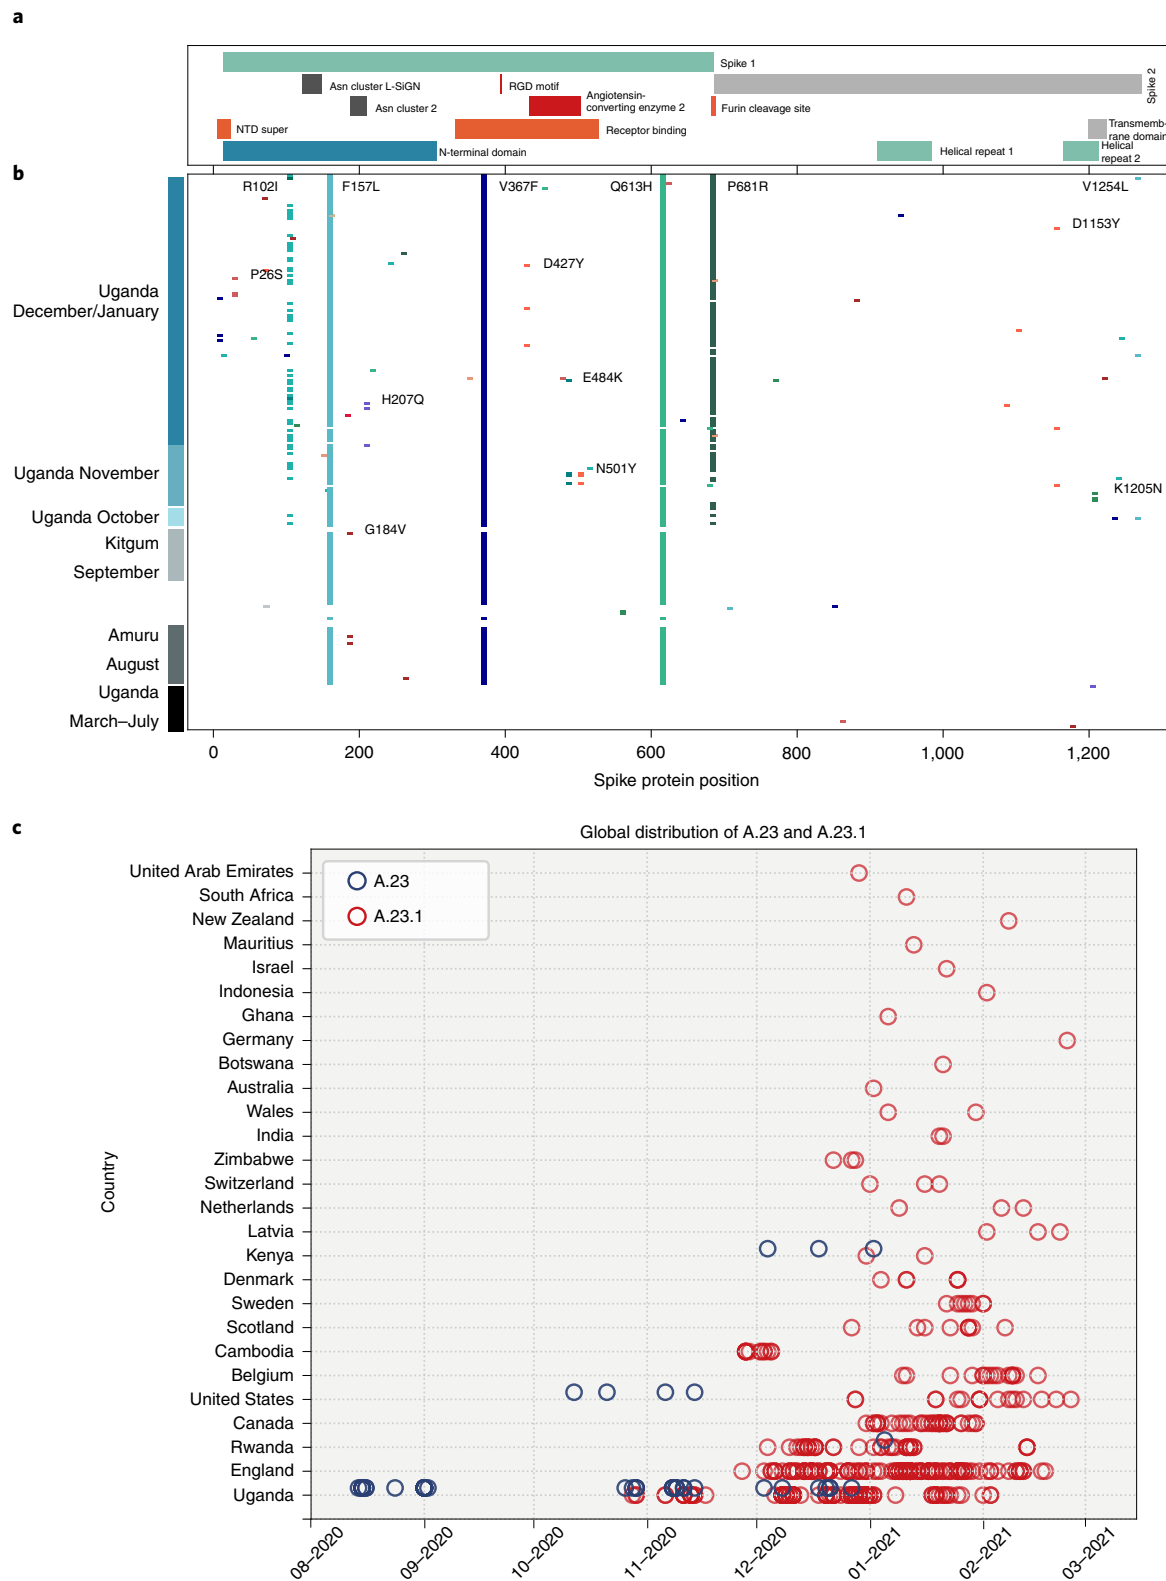 a
Spike 1
Spike 2
Asn cluster L-SiGN
RGD motif
Asn cluster 2
Angiotensin-
converting enzyme 2
Furin cleavage site
NTD super
Receptor binding
Transmemb-
rane domain
N-terminal domain
Helical repeat 1
Helical
repeat 2
b
R102I
F157L
V367F
Q613H
P681R
V1254L
D1153Y
P26S
D427Y
E484K
H207Q
N501Y
K1205N
G184V
Uganda
December/January
Uganda November
Uganda October
Kitgum
September
Amuru
August
Uganda
March–July
0
200
400
600
800
1,000
1,200
Spike protein position
c
Global distribution of A.23 and A.23.1
A.23
A.23.1
Country
United Arab Emirates
South Africa
New Zealand
Mauritius
Israel
Indonesia
Ghana
Germany
Botswana
Australia
Wales
India
Zimbabwe
Switzerland
Netherlands
Latvia
Kenya
Denmark
Sweden
Scotland
Cambodia
Belgium
United States
Canada
Rwanda
England
Uganda
08–2020
09–2020
10–2020
11–2020
12–2020
01–2021
02–2021
03–2021